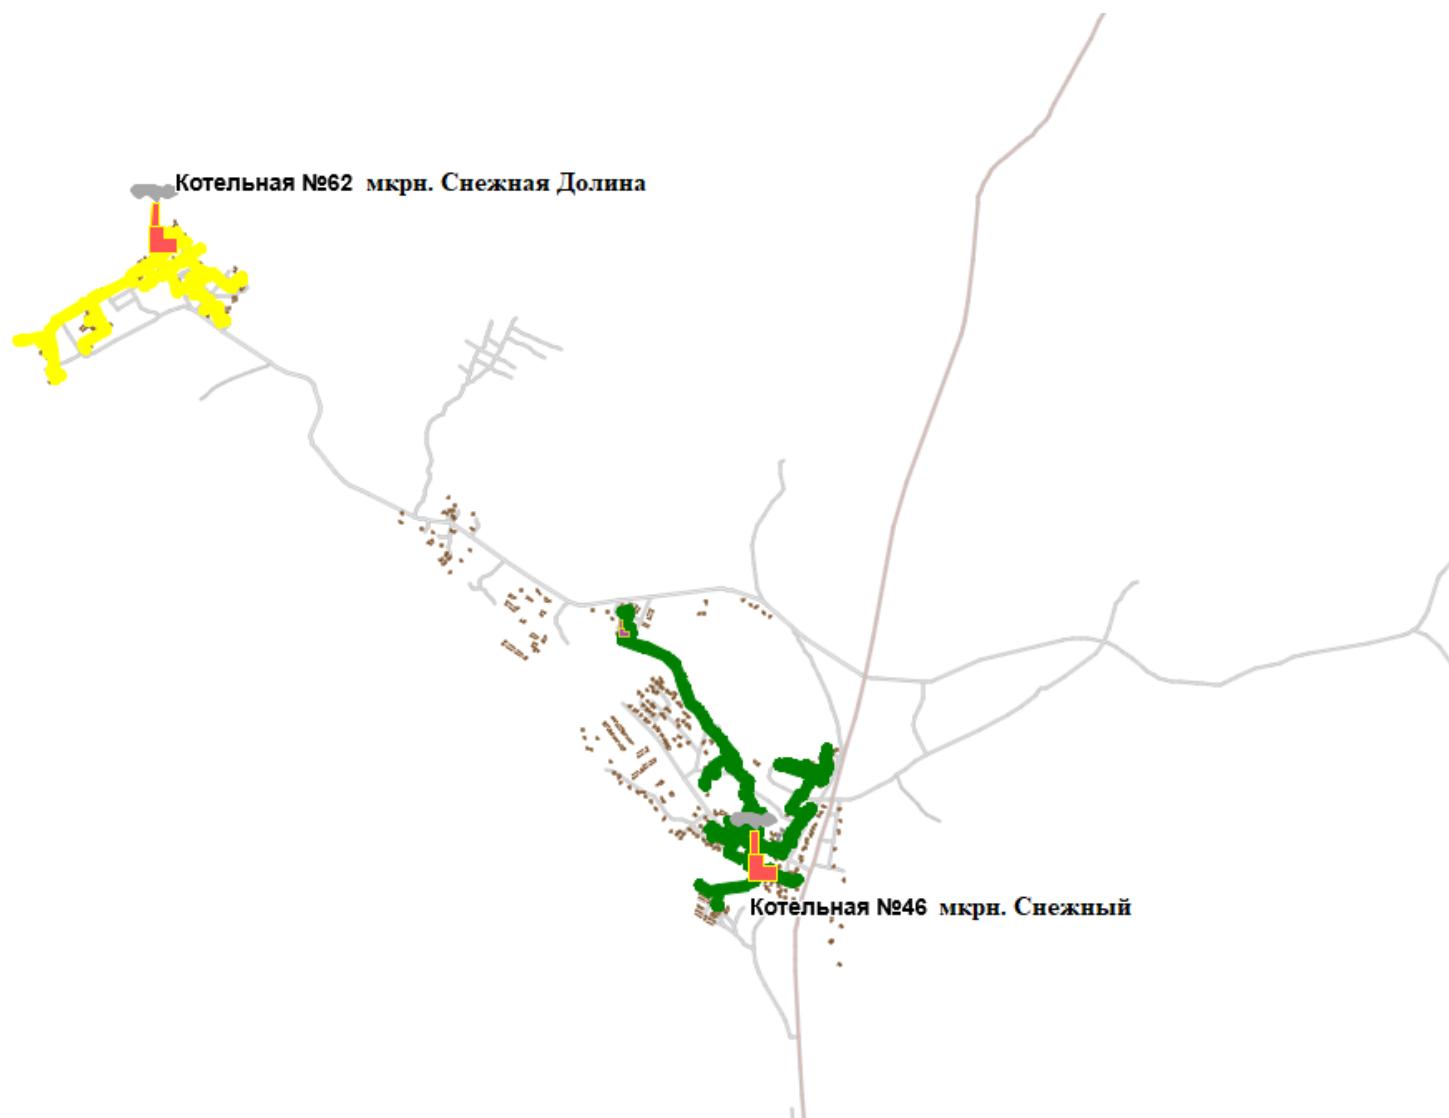 Котельная №62 мкрн. Снежная Долина
Котельная №46 мкрн. Снежный